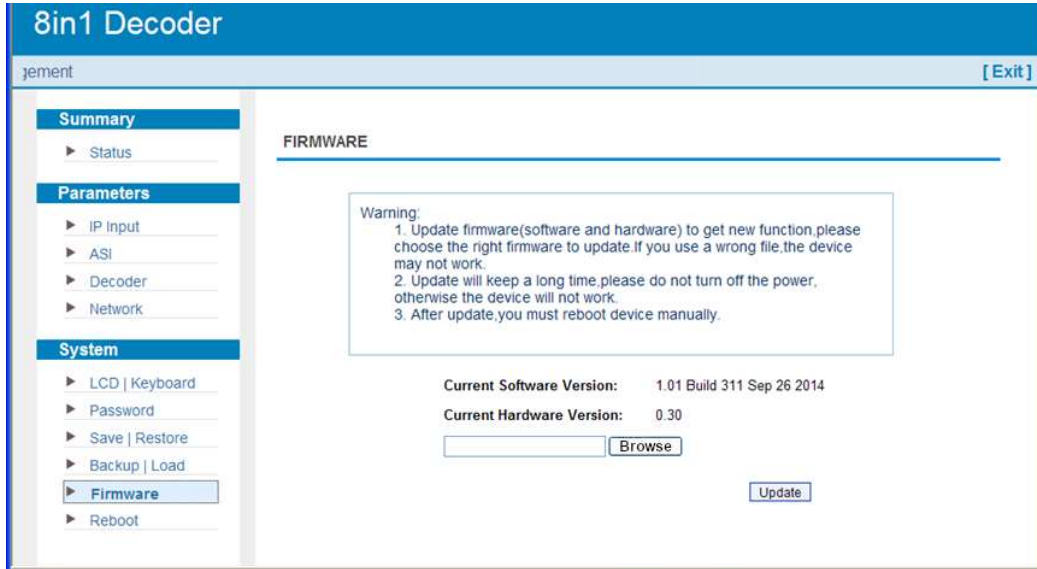 8in1 Decoder
gement
[ Exit ]
Summary
Status
Parameters
IP Input
ASI
Decoder
Network
System
LCD | Keyboard
Password
Save | Restore
Backup | Load
Firmware
Reboot
FIRMWARE
Warning:
1. Update firmware(software and hardware) to get new function,please
choose the right firmware to update.If you use a wrong file,the device
may not work.
2. Update will keep a long time,please do not turn off the power,
otherwise the device will not work.
3. After update,you must reboot device manually.
Current Software Version: 1.01 Build 311 Sep 26 2014
Current Hardware Version: 0.30
Browse
Update